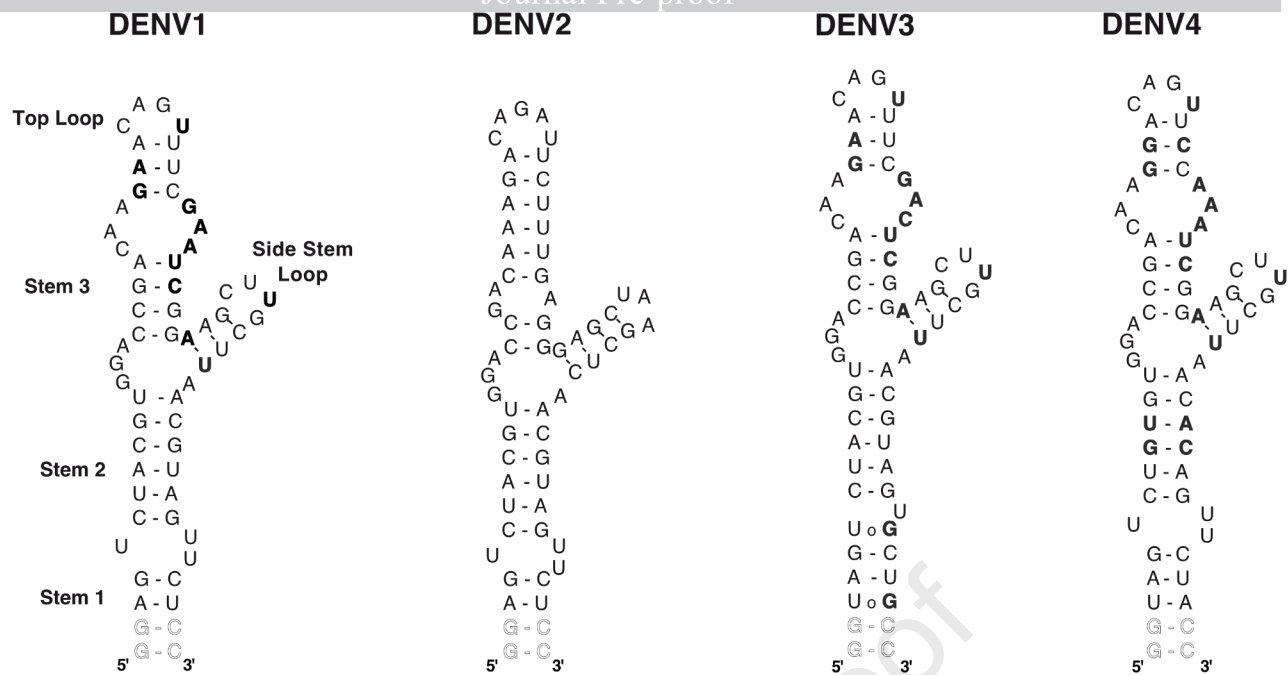 Journal Pre-proof
DENV1
A G
Top Loop
C U
A - U
A - U
G - C
A G
A A
C A
A - U
Side Stem
Loop
Stem 3
G - C
C - G
C - G A
A G C U
U G C U U
A
G
G A
U - A
G - C
C - G
Stem 2
A - U
U - A
C - G
U
U U
G - C
Stem 1
A - U
G - C
G - C
5' 3'
DENV2
A G A
C U
A - U
G - C
A - U
A - U
A - U
C - G
A A
G G
C - G
C - G
G A G C U A
A G C U C
A
G
G A
U - A
G - C
C - G
A - U
U - A
C - G
U U
U
G - C
A - U
G - C
G - C
5' 3'
DENV3
A G
C U
A - U
A - U
G - C
A G
A A
C C
A - U
G - C
C - G
C - G A
A G C U
U G C U U
A
G
G A
U - A
G - C
C - G
A - U
U - A
C - G
U
U o G
G - C
A - U
U o G
G - C
G - C
5' 3'
DENV4
A G
C U
A - U
G - C
G - C
A A
A A
C A
A - U
G - C
C - G
C - G A
A G C U
U G C U U
A
G
G A
U - A
G - C
U - A
G - C
U - A
C - G
U U
U
G - C
A - U
U - A
G - C
G - C
5' 3'